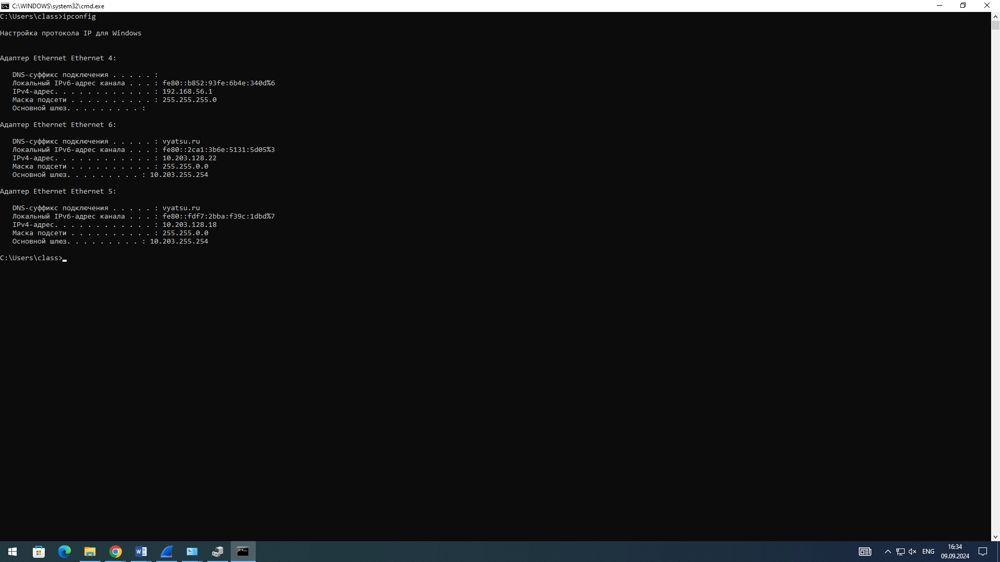 C:\WINDOWS\system32\cmd.exe
C:\Users\class>ipconfig
Настройка протокола IP для Windows
Адаптер Ethernet Ethernet 4:
DNS-суффикс подключения . . . . . :
Локальный IPv6-адрес канала . . . : fe80::b852:93fe:6b4e:340d%6
IPv4-адрес. . . . . . . . . . . . : 192.168.56.1
Маска подсети . . . . . . . . . . : 255.255.255.0
Основной шлюз. . . . . . . . . :
Адаптер Ethernet Ethernet 6:
DNS-суффикс подключения . . . . . : vyatsu.ru
Локальный IPv6-адрес канала . . . : fe80::2ca1:3b6e:5131:5d05%3
IPv4-адрес. . . . . . . . . . . . : 10.203.128.22
Маска подсети . . . . . . . . . . : 255.255.0.0
Основной шлюз. . . . . . . . . : 10.203.255.254
Адаптер Ethernet Ethernet 5:
DNS-суффикс подключения . . . . . : vyatsu.ru
Локальный IPv6-адрес канала . . . : fe80::fdf7:2bba:f39c:1dbd%7
IPv4-адрес. . . . . . . . . . . . : 10.203.128.18
Маска подсети . . . . . . . . . . : 255.255.0.0
Основной шлюз. . . . . . . . . : 10.203.255.254
C:\Users\class>
ENG
16:34
09.09.2024